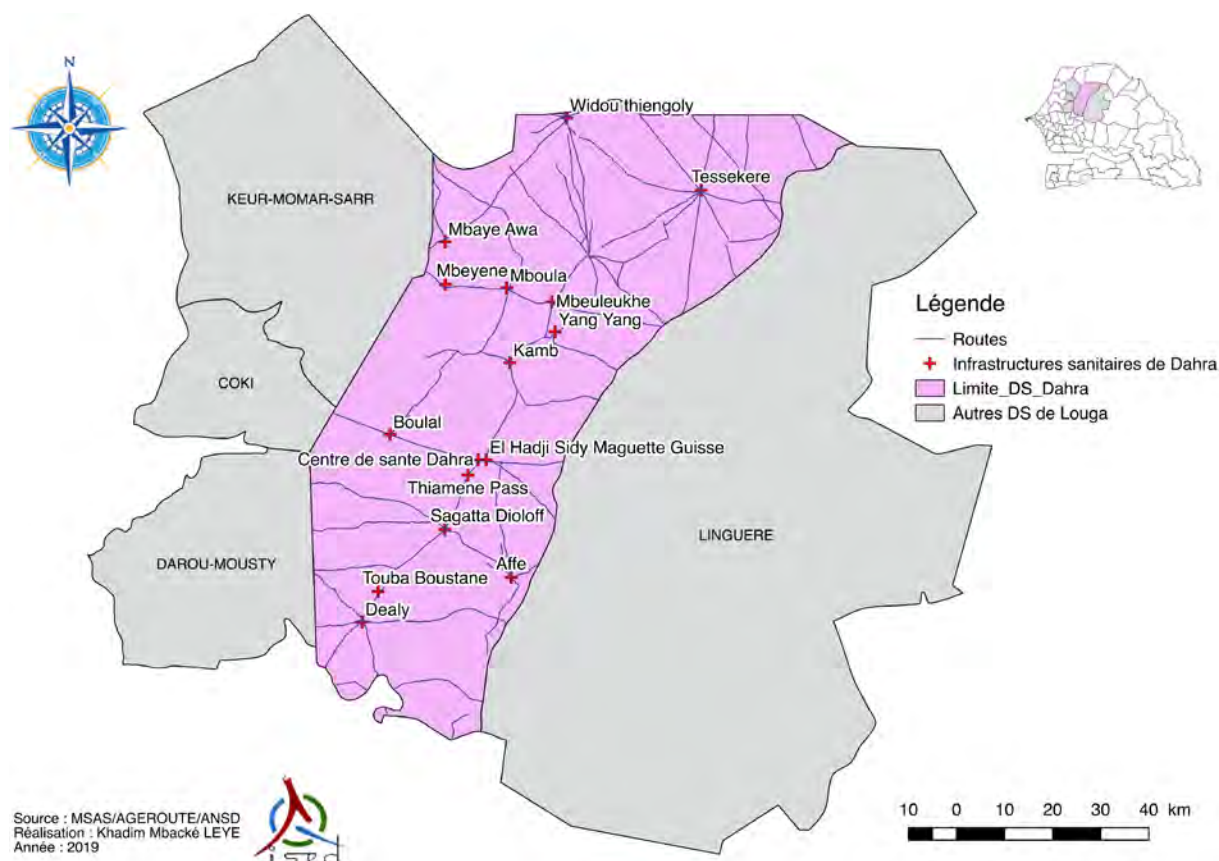 N
Widou thiengoly
Tessekere
KEUR-MOMAR-SARR
Mbaye Awa
Mbeyene
Mboula
Mbeuleukhe
Yang Yang
Légende
Routes
Kamb
Infrastructures sanitaires de Dahra
COKI
Limite_DS_Dahra
Autres DS de Louga
Boulal
El Hadji Sidy Maguette Guisse
Centre de sante Dahra
Thiamene Pass
Sagatta Dioloff
LINGUERE
DAROU-MOUSTY
Affe
Touba Boustane
Dealy
10 0 10 20 30 40 km
Source : MSAS/AGEROUTE/ANSD
Réalisation : Khadim Mbacké LEYE
Année : 2019